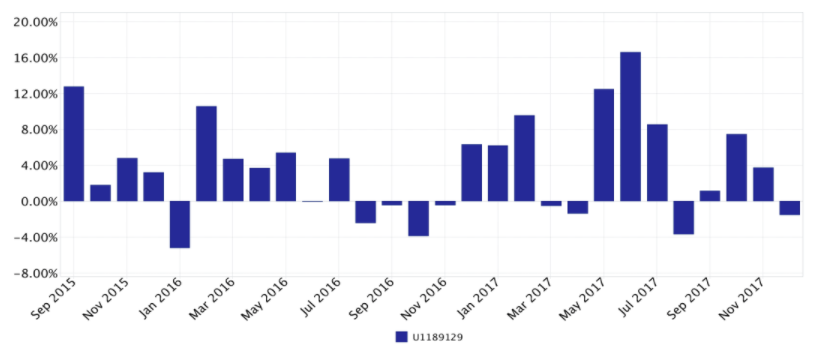 20.00%
16.00%
12.00%
8.00%
4.00%
0.00%
−4.00%
−8.00%
Sep 2015
Nov 2015
Jan 2016
Mar 2016
May 2016
Jul 2016
Sep 2016
Nov 2016
Jan 2017
Mar 2017
May 2017
Jul 2017
Sep 2017
Nov 2017
U1189129